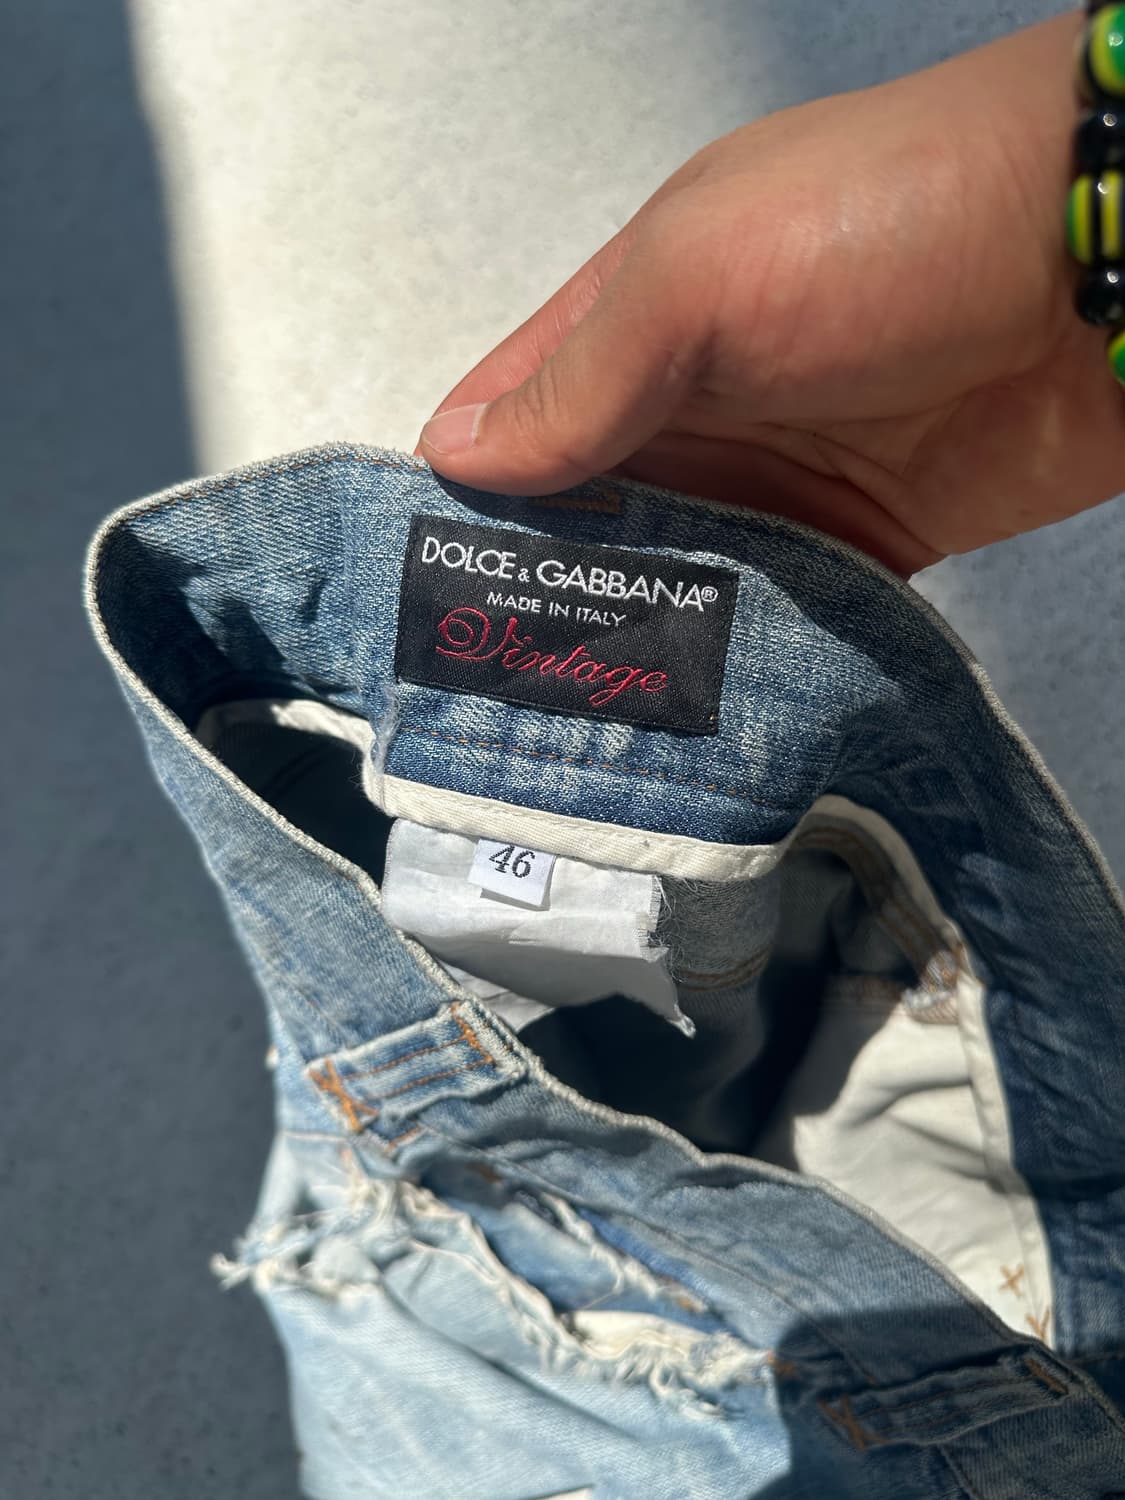 DOLCE & GABBANA®
MADE IN ITALY
Vintage
46